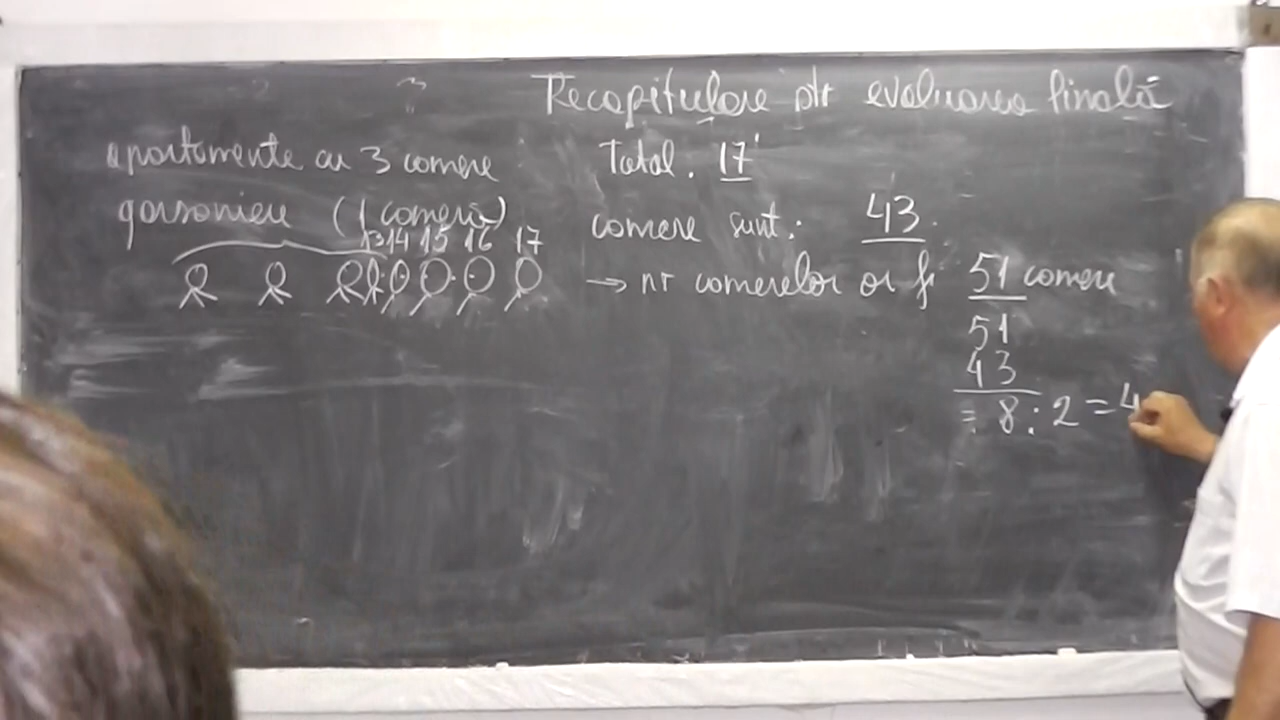 Recapitulare ptr evaluarea finală
apartamente cu 3 camere
Total. 17
garsoniere (1 cameră)
camere sunt: 43.
13 14 15 16 17
→ nr camerelor ar fi 51 camere
51
43
= 8 : 2 = 4